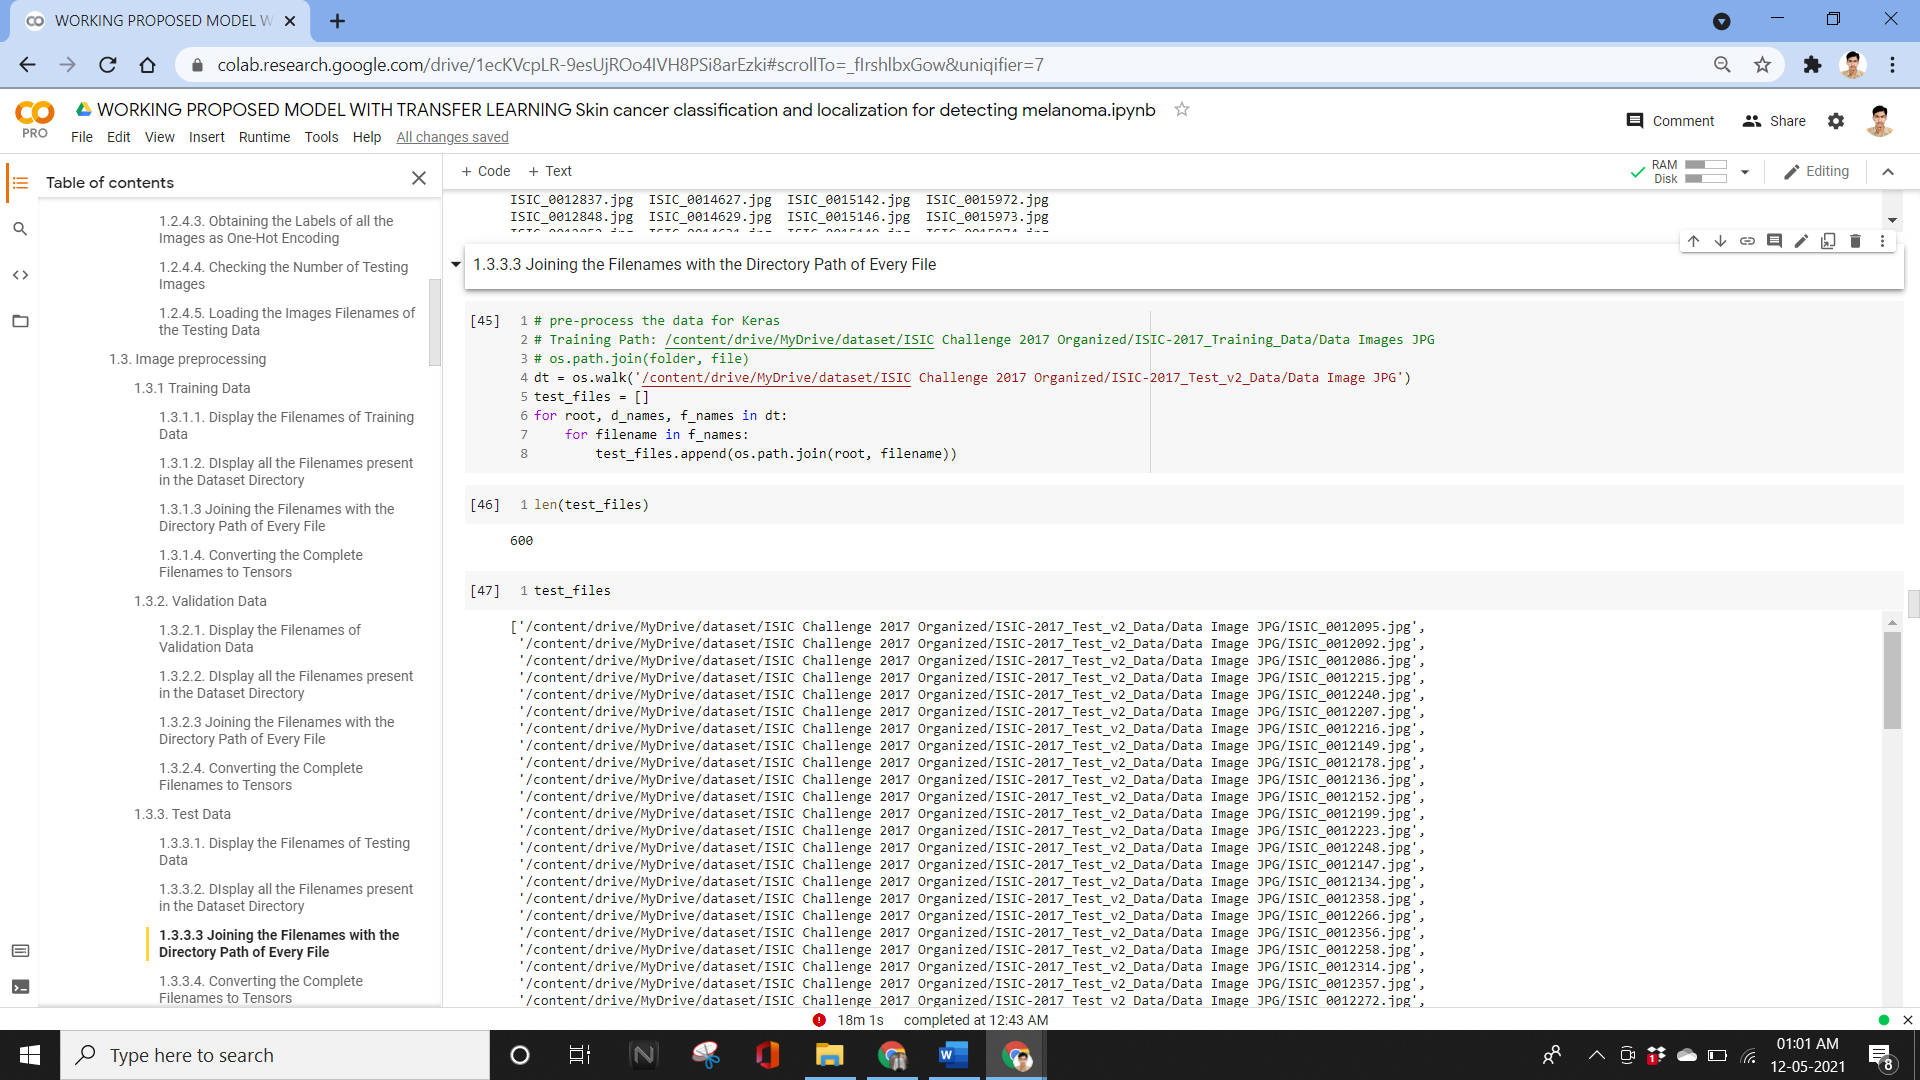 WORKING PROPOSED MODEL W
colab.research.google.com/drive/1ecKVcpLR-9esUjROo4IVH8PSi8arEzki#scrollTo=_fIrshlbxGow&uniqifier=7
CO
PRO
WORKING PROPOSED MODEL WITH TRANSFER LEARNING Skin cancer classification and localization for detecting melanoma.ipynb
File Edit View Insert Runtime Tools Help All changes saved
Comment Share
+ Code + Text
RAM
Disk
Editing
Table of contents
1.2.4.3. Obtaining the Labels of all the
Images as One-Hot Encoding
1.2.4.4. Checking the Number of Testing
Images
1.2.4.5. Loading the Images Filenames of
the Testing Data
1.3. Image preprocessing
1.3.1 Training Data
1.3.1.1. Display the Filenames of Training
Data
1.3.1.2. DIsplay all the Filenames present
in the Dataset Directory
1.3.1.3 Joining the Filenames with the
Directory Path of Every File
1.3.1.4. Converting the Complete
Filenames to Tensors
1.3.2. Validation Data
1.3.2.1. Display the Filenames of
Validation Data
1.3.2.2. DIsplay all the Filenames present
in the Dataset Directory
1.3.2.3 Joining the Filenames with the
Directory Path of Every File
1.3.2.4. Converting the Complete
Filenames to Tensors
1.3.3. Test Data
1.3.3.1. Display the Filenames of Testing
Data
1.3.3.2. DIsplay all the Filenames present
in the Dataset Directory
1.3.3.3 Joining the Filenames with the
Directory Path of Every File
1.3.3.4. Converting the Complete
Filenames to Tensors
ISIC_0012837.jpg ISIC_0014627.jpg ISIC_0015142.jpg ISIC_0015972.jpg
ISIC_0012848.jpg ISIC_0014629.jpg ISIC_0015146.jpg ISIC_0015973.jpg
1.3.3.3 Joining the Filenames with the Directory Path of Every File
[45] 1 # pre-process the data for Keras
2 # Training Path: /content/drive/MyDrive/dataset/ISIC Challenge 2017 Organized/ISIC-2017_Training_Data/Data Images JPG
3 # os.path.join(folder, file)
4 dt = os.walk('/content/drive/MyDrive/dataset/ISIC Challenge 2017 Organized/ISIC-2017_Test_v2_Data/Data Image JPG')
5 test_files = []
6 for root, d_names, f_names in dt:
7 for filename in f_names:
8 test_files.append(os.path.join(root, filename))
[46] 1 len(test_files)
600
[47] 1 test_files
['/content/drive/MyDrive/dataset/ISIC Challenge 2017 Organized/ISIC-2017_Test_v2_Data/Data Image JPG/ISIC_0012095.jpg',
'/content/drive/MyDrive/dataset/ISIC Challenge 2017 Organized/ISIC-2017_Test_v2_Data/Data Image JPG/ISIC_0012092.jpg',
'/content/drive/MyDrive/dataset/ISIC Challenge 2017 Organized/ISIC-2017_Test_v2_Data/Data Image JPG/ISIC_0012086.jpg',
'/content/drive/MyDrive/dataset/ISIC Challenge 2017 Organized/ISIC-2017_Test_v2_Data/Data Image JPG/ISIC_0012215.jpg',
'/content/drive/MyDrive/dataset/ISIC Challenge 2017 Organized/ISIC-2017_Test_v2_Data/Data Image JPG/ISIC_0012240.jpg',
'/content/drive/MyDrive/dataset/ISIC Challenge 2017 Organized/ISIC-2017_Test_v2_Data/Data Image JPG/ISIC_0012207.jpg',
'/content/drive/MyDrive/dataset/ISIC Challenge 2017 Organized/ISIC-2017_Test_v2_Data/Data Image JPG/ISIC_0012216.jpg',
'/content/drive/MyDrive/dataset/ISIC Challenge 2017 Organized/ISIC-2017_Test_v2_Data/Data Image JPG/ISIC_0012149.jpg',
'/content/drive/MyDrive/dataset/ISIC Challenge 2017 Organized/ISIC-2017_Test_v2_Data/Data Image JPG/ISIC_0012178.jpg',
'/content/drive/MyDrive/dataset/ISIC Challenge 2017 Organized/ISIC-2017_Test_v2_Data/Data Image JPG/ISIC_0012136.jpg',
'/content/drive/MyDrive/dataset/ISIC Challenge 2017 Organized/ISIC-2017_Test_v2_Data/Data Image JPG/ISIC_0012152.jpg',
'/content/drive/MyDrive/dataset/ISIC Challenge 2017 Organized/ISIC-2017_Test_v2_Data/Data Image JPG/ISIC_0012199.jpg',
'/content/drive/MyDrive/dataset/ISIC Challenge 2017 Organized/ISIC-2017_Test_v2_Data/Data Image JPG/ISIC_0012223.jpg',
'/content/drive/MyDrive/dataset/ISIC Challenge 2017 Organized/ISIC-2017_Test_v2_Data/Data Image JPG/ISIC_0012248.jpg',
'/content/drive/MyDrive/dataset/ISIC Challenge 2017 Organized/ISIC-2017_Test_v2_Data/Data Image JPG/ISIC_0012147.jpg',
'/content/drive/MyDrive/dataset/ISIC Challenge 2017 Organized/ISIC-2017_Test_v2_Data/Data Image JPG/ISIC_0012134.jpg',
'/content/drive/MyDrive/dataset/ISIC Challenge 2017 Organized/ISIC-2017_Test_v2_Data/Data Image JPG/ISIC_0012358.jpg',
'/content/drive/MyDrive/dataset/ISIC Challenge 2017 Organized/ISIC-2017_Test_v2_Data/Data Image JPG/ISIC_0012266.jpg',
'/content/drive/MyDrive/dataset/ISIC Challenge 2017 Organized/ISIC-2017_Test_v2_Data/Data Image JPG/ISIC_0012356.jpg',
'/content/drive/MyDrive/dataset/ISIC Challenge 2017 Organized/ISIC-2017_Test_v2_Data/Data Image JPG/ISIC_0012258.jpg',
'/content/drive/MyDrive/dataset/ISIC Challenge 2017 Organized/ISIC-2017_Test_v2_Data/Data Image JPG/ISIC_0012314.jpg',
'/content/drive/MyDrive/dataset/ISIC Challenge 2017 Organized/ISIC-2017_Test_v2_Data/Data Image JPG/ISIC_0012357.jpg',
'/content/drive/MyDrive/dataset/ISIC Challenge 2017 Organized/ISIC-2017_Test_v2_Data/Data Image JPG/ISIC_0012272.jpg',
18m 1s completed at 12:43 AM
Type here to search
01:01 AM
12-05-2021
8